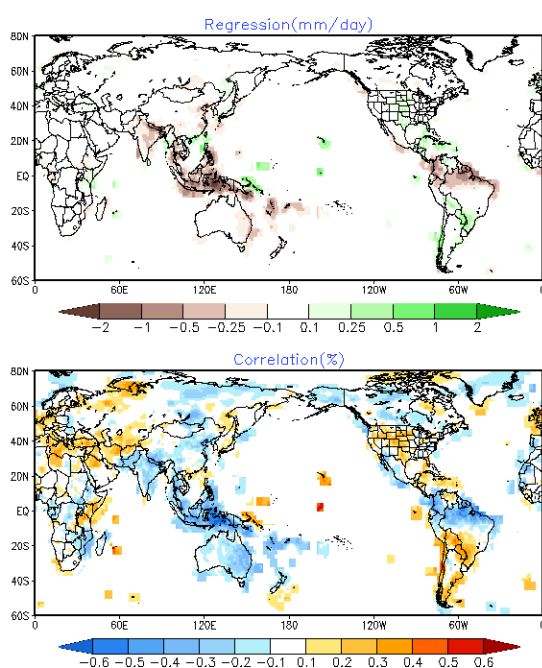 Regression(mm/day)
80N
60N
40N
20N
EQ
20S
40S
60S
0 60E 120E 180 120W 60W 0
-2 -1 -0.5 -0.25 -0.1 0.1 0.25 0.5 1 2
Correlation(%)
80N
60N
40N
20N
EQ
20S
40S
60S
0 60E 120E 180 120W 60W 0
-0.6 -0.5 -0.4 -0.3 -0.1 0.1 0.2 0.3 0.4 0.5 0.6